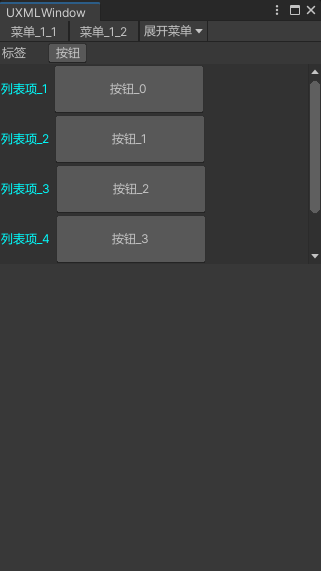 UXMLWindow
菜单_1_1 菜单_1_2 展开菜单
标签 按钮
列表项_1 按钮_0
列表项_2 按钮_1
列表项_3 按钮_2
列表项_4 按钮_3